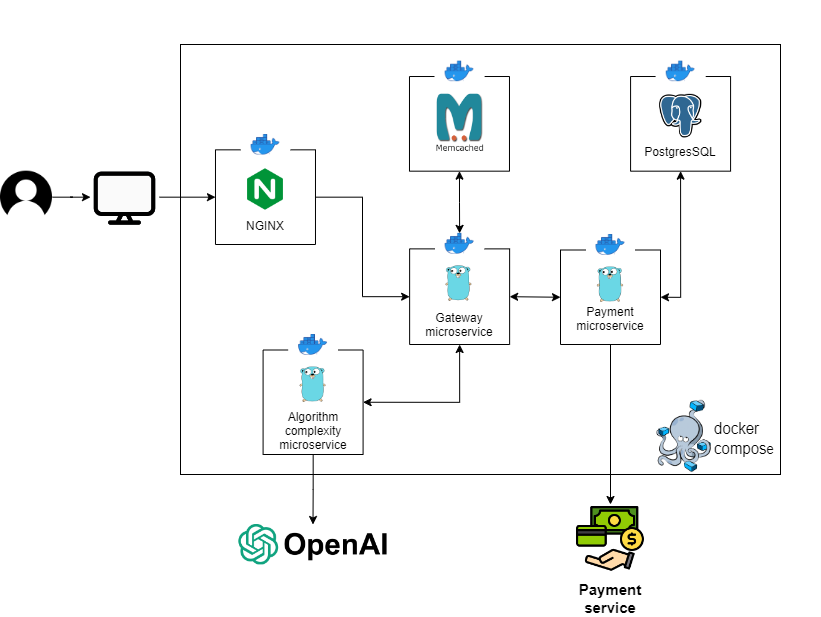 Memcached
PostgresSQL
N
NGINX
Gateway
microservice
Payment
microservice
Algorithm
complexity
microservice
docker
compose
OpenAI
$
Payment
service